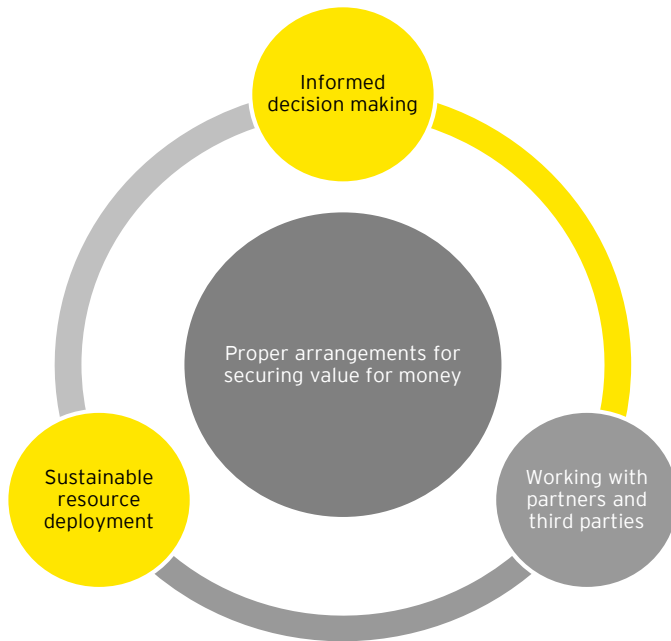 Informed
decision making
Proper arrangements for
securing value for money
Sustainable
resource
deployment
Working with
partners and
third parties